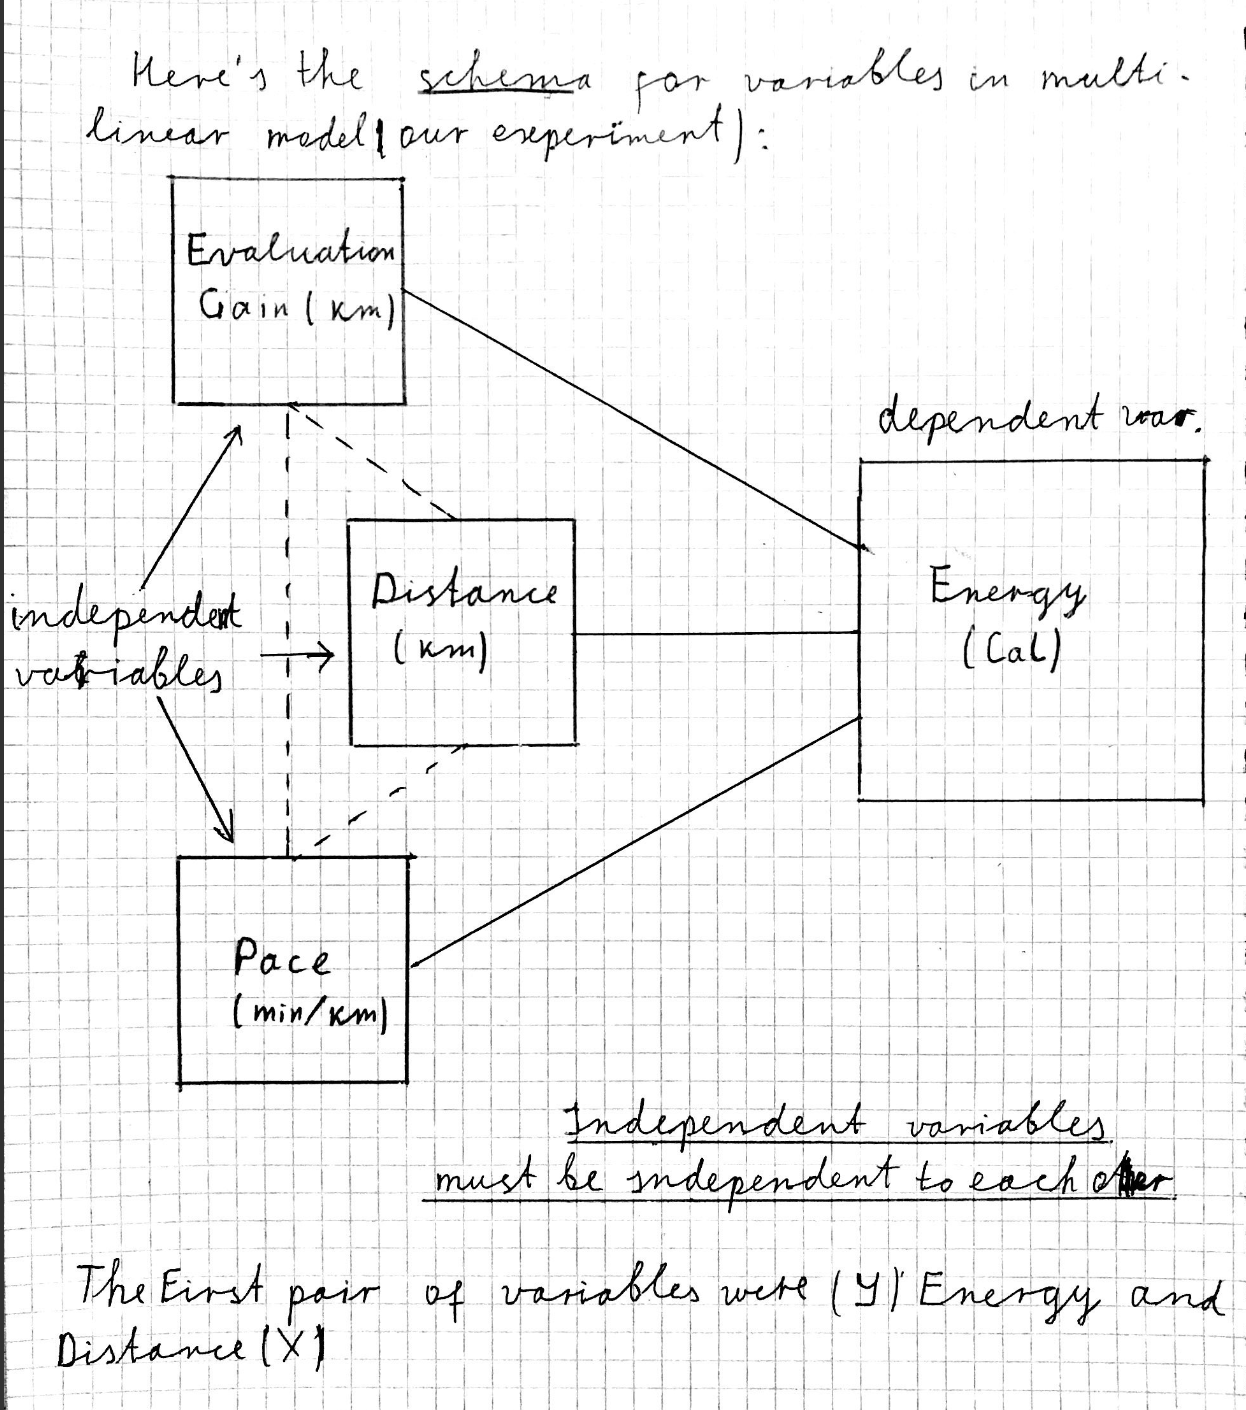 Here's the schema for variables in multi-
linear model (our experiment):
Evaluation
Gain (km)
dependent var.
Distance
(km)
Energy
(Cal)
independent
variables
Pace
(min/km)
Independent variables
must be independent to each other
The First pair of variables were (Y) Energy and
Distance (X)